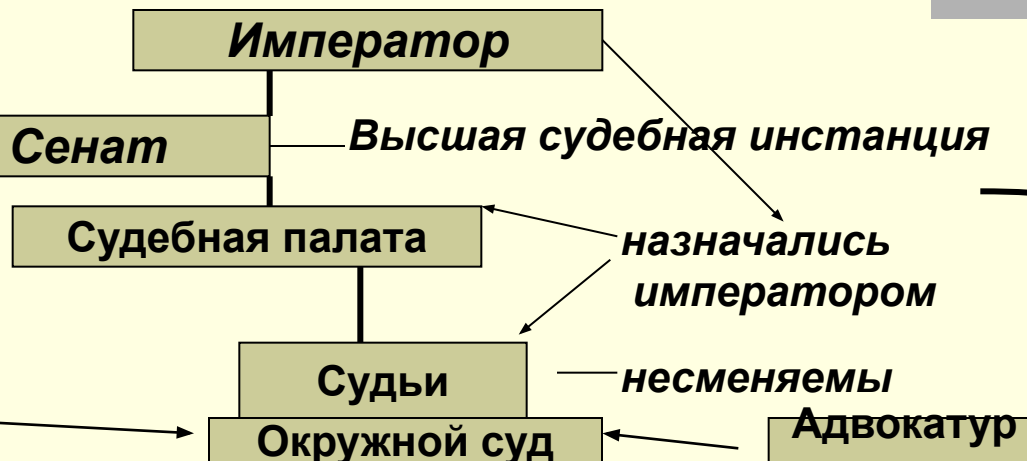 Император
Сенат
Высшая судебная инстанция
Судебная палата
назначались
императором
Судьи
несменяемы
Окружной суд
Адвокатур